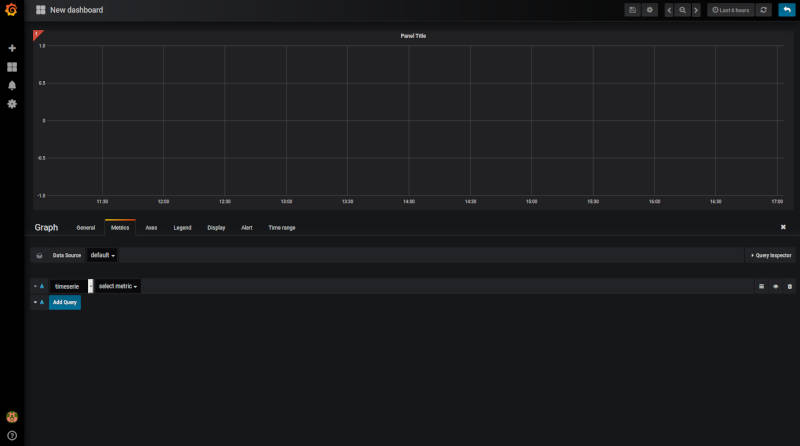 New dashboard
Last 6 hours
Panel Title
1.0
0.5
0
-0.5
-1.0
11:30 12:00 12:30 13:00 13:30 14:00 14:30 15:00 15:30 16:00 16:30 17:00
Graph General Metrics Axes Legend Display Alert Time range
Data Source default Query Inspector
A timeserie select metric
A Add Query